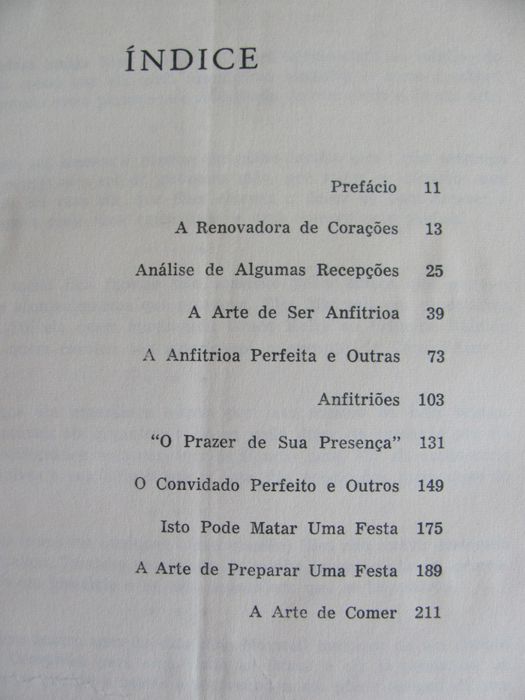 ÍNDICE
Prefácio 11
A Renovadora de Corações 13
Análise de Algumas Recepções 25
A Arte de Ser Anfitrioa 39
A Anfitrioa Perfeita e Outras 73
Anfitriões 103
"O Prazer de Sua Presença" 131
O Convidado Perfeito e Outros 149
Isto Pode Matar Uma Festa 175
A Arte de Preparar Uma Festa 189
A Arte de Comer 211